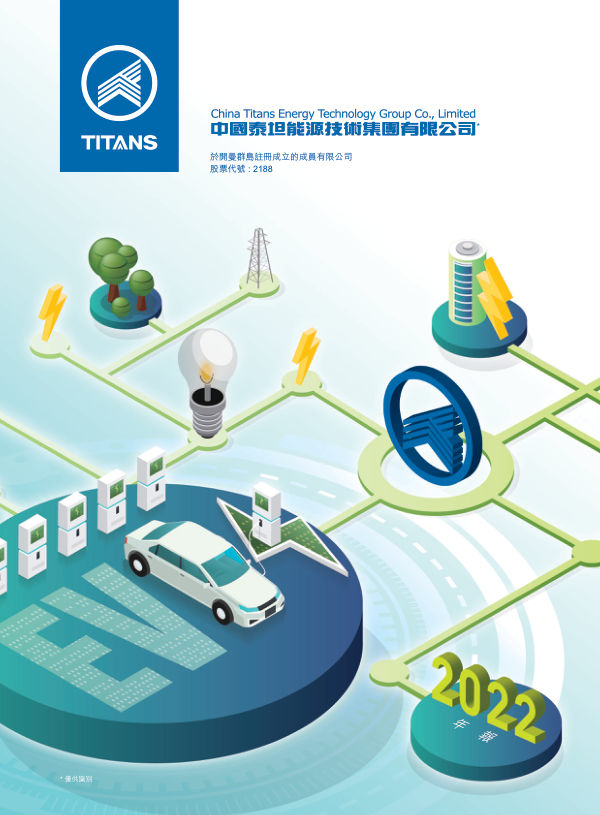 TITANS
China Titans Energy Technology Group Co., Limited
中國泰坦能源技術集團有限公司*
於開曼群島註冊成立的成員有限公司
股票代號 : 2188
EV
2022
年報
* 僅供識別